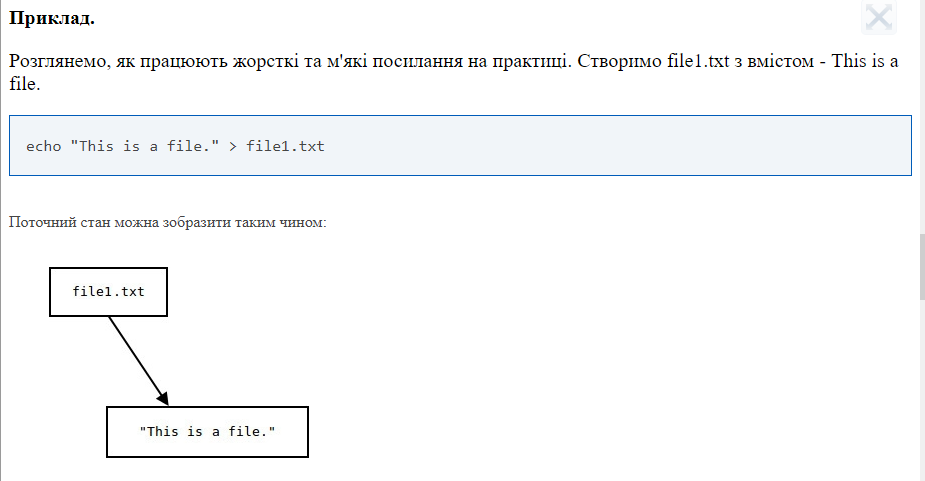 Приклад.
Розглянемо, як працюють жорсткі та м'які посилання на практиці. Створимо file1.txt з вмістом - This is a
file.
echo "This is a file." > file1.txt
Поточний стан можна зобразити таким чином:
file1.txt
"This is a file."